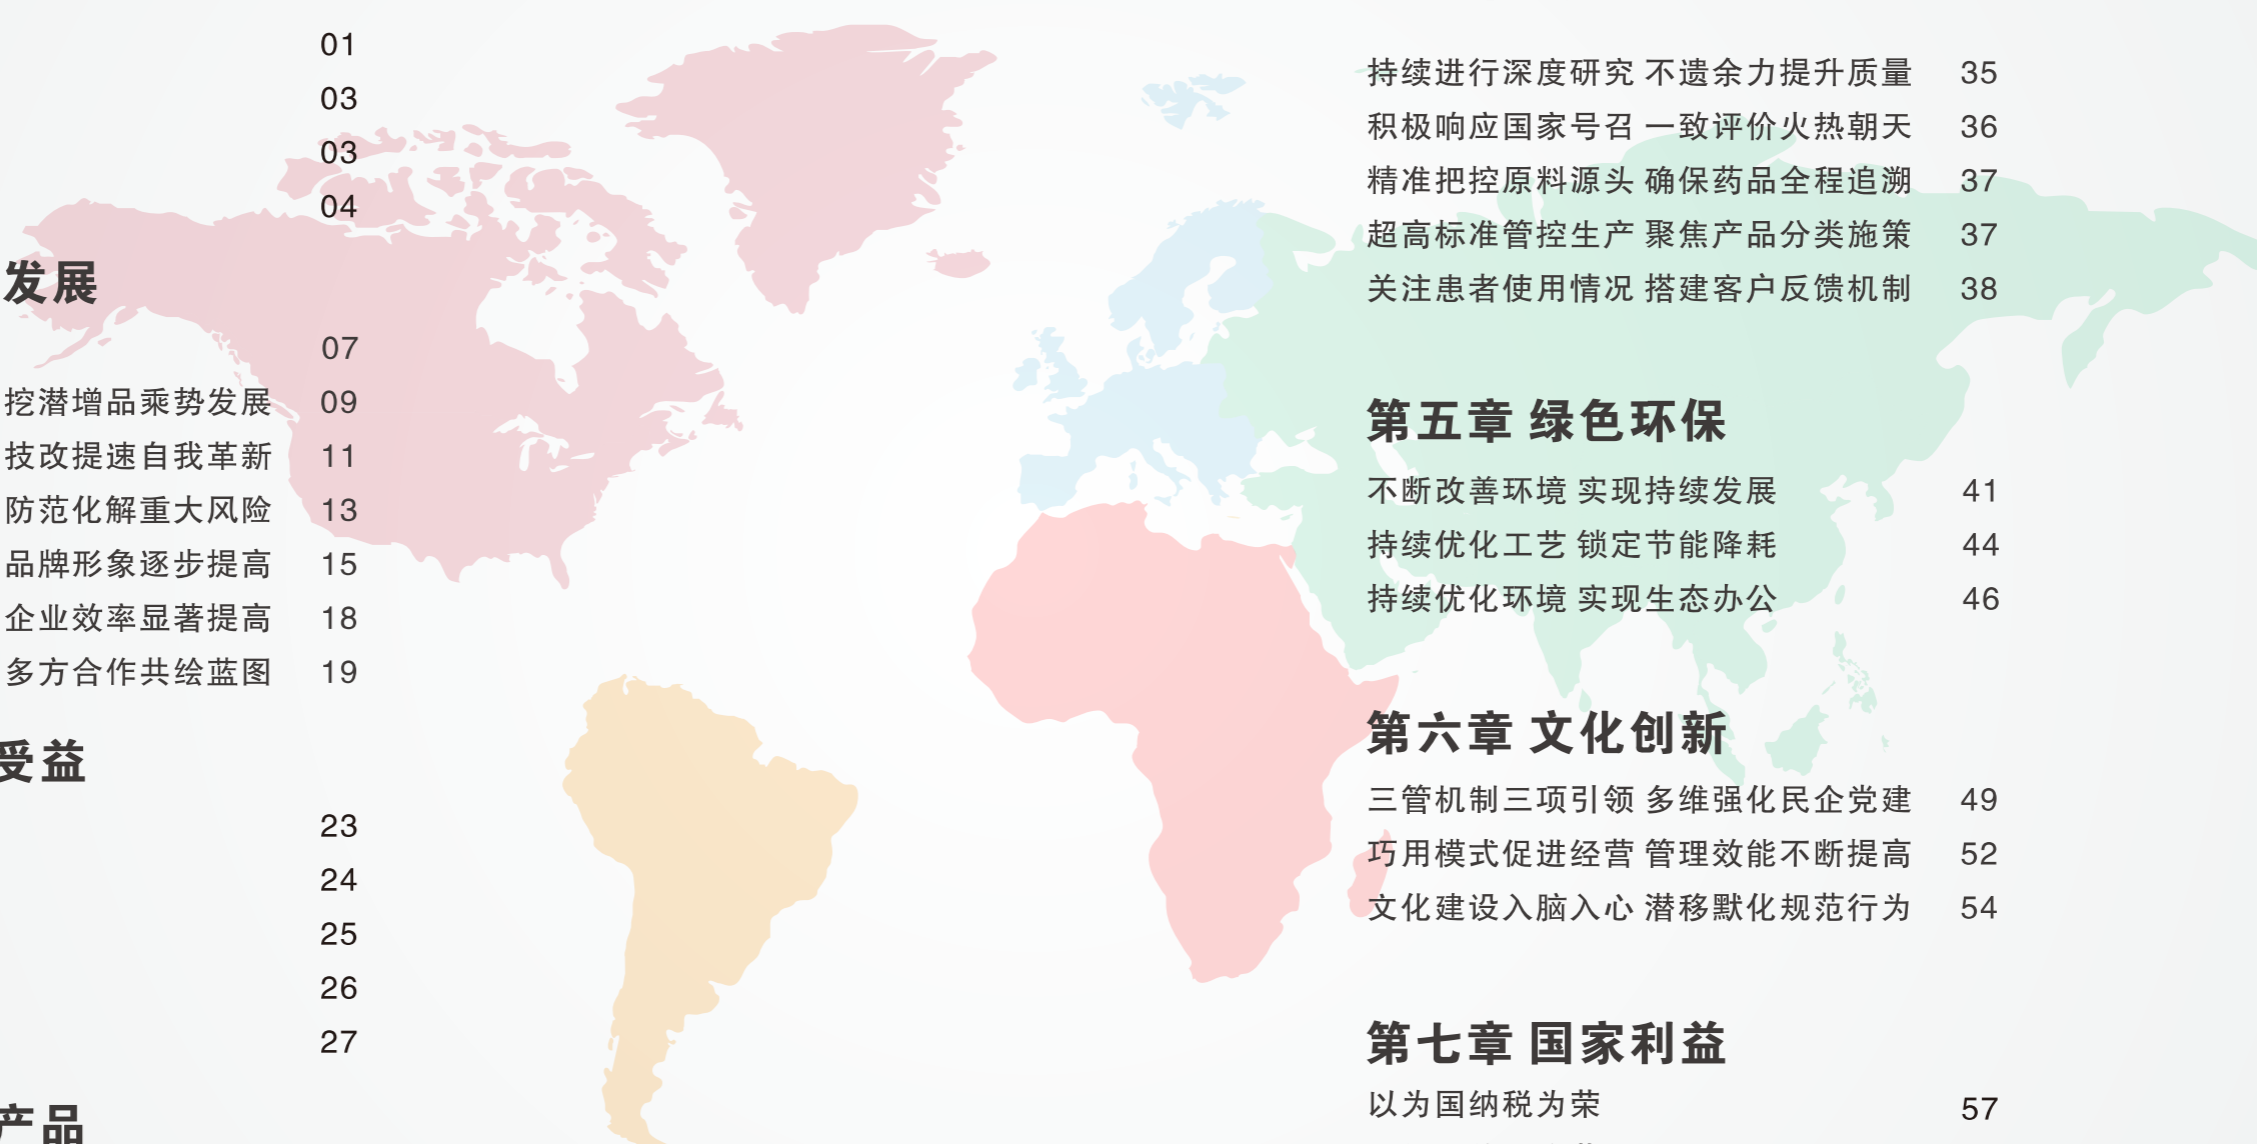 01
03
03
04
发展
07
挖潜增品乘势发展 09
技改提速自我革新 11
防范化解重大风险 13
品牌形象逐步提高 15
企业效率显著提高 18
多方合作共绘蓝图 19
受益
23
24
25
26
27
产品
持续进行深度研究 不遗余力提升质量 35
积极响应国家号召 一致评价火热朝天 36
精准把控原料源头 确保药品全程追溯 37
超高标准管控生产 聚焦产品分类施策 37
关注患者使用情况 搭建客户反馈机制 38
第五章 绿色环保
不断改善环境 实现持续发展 41
持续优化工艺 锁定节能降耗 44
持续优化环境 实现生态办公 46
第六章 文化创新
三管机制三项引领 多维强化民企党建 49
巧用模式促进经营 管理效能不断提高 52
文化建设入脑入心 潜移默化规范行为 54
第七章 国家利益
以为国纳税为荣 57